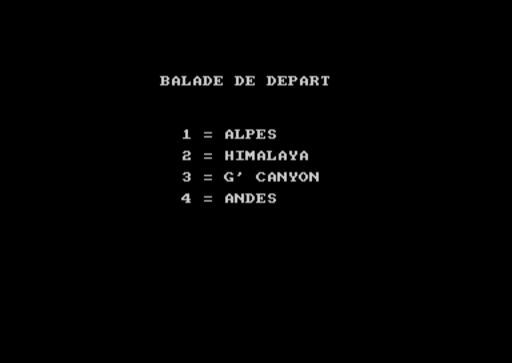 BALADE DE DEPART
1 = ALPES
2 = HIMALAYA
3 = G' CANYON
4 = ANDES